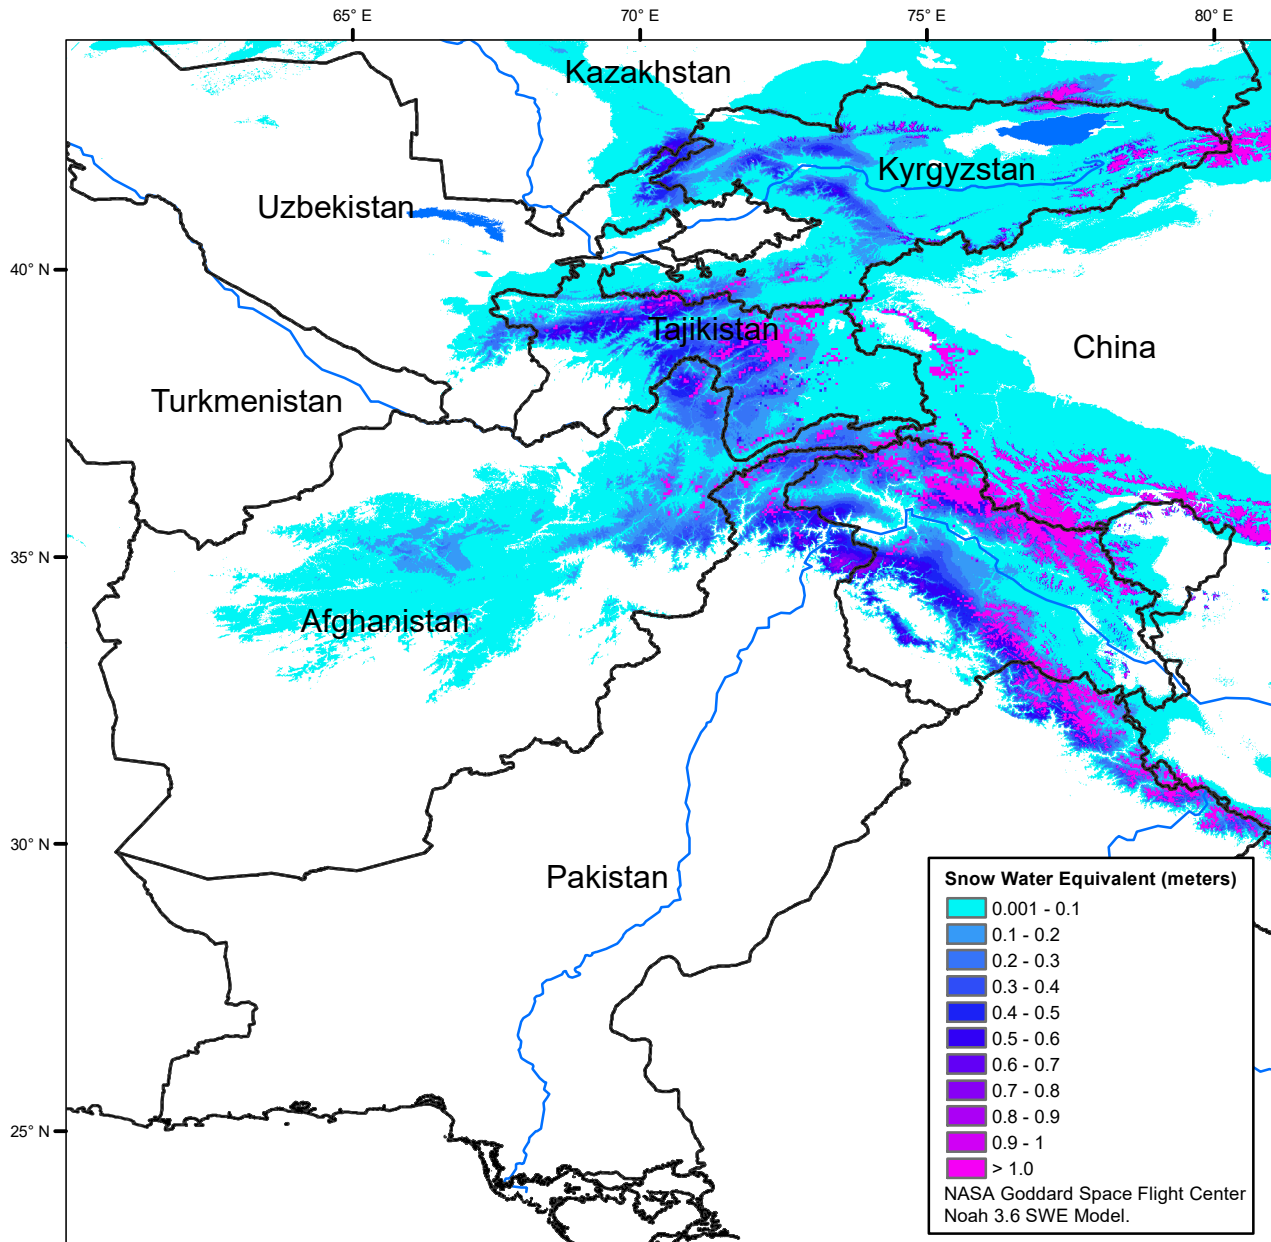 65° E
70° E
75° E
80° E
Kazakhstan
Kyrgyzstan
Uzbekistan
40° N
Tajikistan
China
Turkmenistan
35° N
Afghanistan
30° N
Pakistan
25° N
Snow Water Equivalent (meters)
0.001 - 0.1
0.1 - 0.2
0.2 - 0.3
0.3 - 0.4
0.4 - 0.5
0.5 - 0.6
0.6 - 0.7
0.7 - 0.8
0.8 - 0.9
0.9 - 1
> 1.0
NASA Goddard Space Flight Center
Noah 3.6 SWE Model.